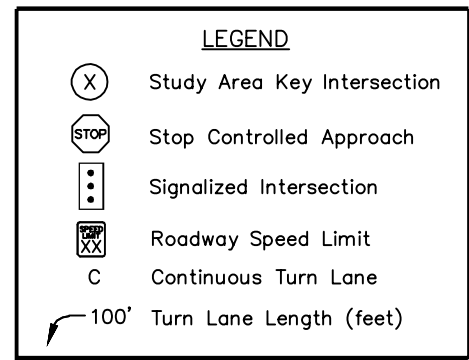 LEGEND
X Study Area Key Intersection
STOP Stop Controlled Approach
Signalized Intersection
SPEED LIMIT XX Roadway Speed Limit
C Continuous Turn Lane
100' Turn Lane Length (feet)